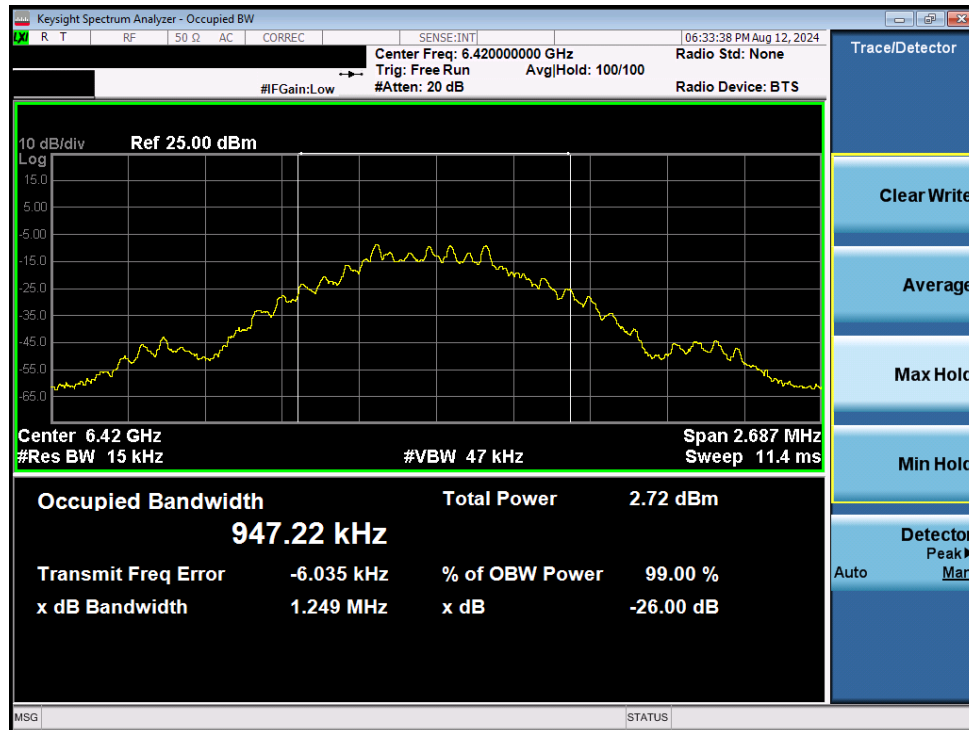 Keysight Spectrum Analyzer - Occupied BW
LXI R T RF 50 Ω AC CORREC SENSE:INT 06:33:38 PM Aug 12, 2024
Center Freq: 6.420000000 GHz Radio Std: None
Trig: Free Run Avg|Hold: 100/100
#IFGain:Low #Atten: 20 dB Radio Device: BTS
10 dB/div Ref 25.00 dBm
Log
15.0
5.00
-5.00
-15.0
-25.0
-35.0
-45.0
-55.0
-65.0
Center 6.42 GHz Span 2.687 MHz
#Res BW 15 kHz #VBW 47 kHz Sweep 11.4 ms
Occupied Bandwidth Total Power 2.72 dBm
947.22 kHz
Transmit Freq Error -6.035 kHz % of OBW Power 99.00 %
x dB Bandwidth 1.249 MHz x dB -26.00 dB
MSG STATUS
Trace/Detector
Clear Write
Average
Max Hold
Min Hold
Detector
Peak
Auto Man